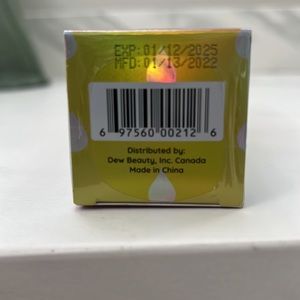 EXP:01/12/2025
MFD:01/13/2022
6 97560 00212 6
Distributed by:
Dew Beauty, Inc. Canada
Made in China